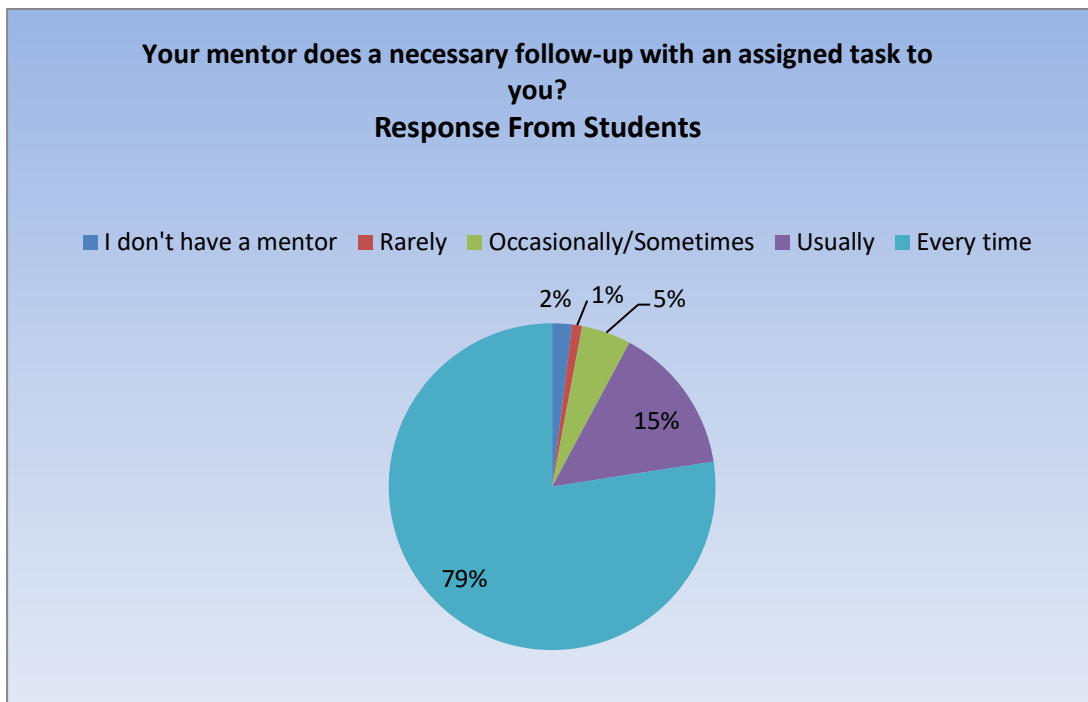 Your mentor does a necessary follow-up with an assigned task to
you?
Response From Students
I don't have a mentor Rarely Occasionally/Sometimes Usually Every time
2% 1% 5%
15%
79%